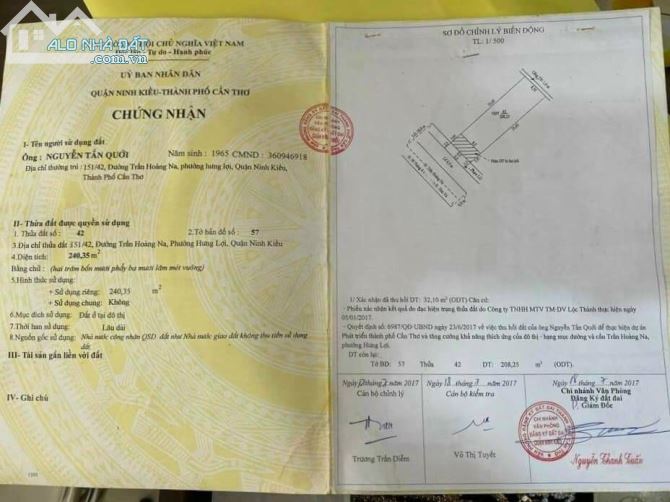 ALO NHÀ ĐẤT
HỘI CHỦ NGHĨA VIỆT NAM
Tự do - Hạnh phúc
UỶ BAN NHÂN DÂN
QUẬN NINH KIỀU-THÀNH PHỐ CẦN THƠ
CHỨNG NHẬN
I- Tên người sử dụng đất
Ông : NGUYỄN TẤN QUỚI Năm sinh : 1965 CMND : 360946918
Địa chỉ thường trú : 151/42, Đường Trần Hoàng Na, phường hưng lợi, Quận Ninh Kiều,
Thành Phố Cần Thơ
II- Thửa đất được quyền sử dụng
1. Thửa đất số : 42 2.Tờ bản đồ số : 57
3.Địa chỉ thửa đất :151/42, Đường Trần Hoàng Na, Phường Hưng Lợi, Quận Ninh Kiều
4.Diện tích: 240,35 m2
Bằng chữ : (hai trăm bốn mươi phẩy ba mươi lăm mét vuông)
5.Hình thức sử dụng:
+ Sử dụng riêng: 240,35 m2
+ Sử dụng chung: Không
6.Mục đích sử dụng: Đất ở tại đô thị
7.Thời hạn sử dụng: Lâu dài
8.Nguồn gốc sử dụng: Nhà nước công nhận QSD đất như Nhà nước giao đất không thu tiền sử dụng
III- Tài sản gắn liền với đất
IV- Ghi chú
SƠ ĐỒ CHỈNH LÝ BIẾN ĐỘNG
TL: 1/ 500
1/ Xác nhận đã thu hồi DT: 32,10 m2 (ODT) Căn cứ:
-Phiếu xác nhận kết quả đo đạc hiện trạng thửa đất do Công ty TNHH MTV TM-DV Lộc Thành thực hiện ngày
05/01/2017.
-Quyết định số: 6987/QĐ-UBND ngày 23/6/2017 về việc thu hồi đất của ông Nguyễn Tấn Quới để thực hiện dự án
Phát triển thành phố Cần Thơ và tăng cường khả năng thích ứng của đô thị - hạng mục đường và cầu Trần Hoàng Na,
phường Hưng Lợi.
DT còn lại:
TỜ BĐ: 57 THỬA: 42 DT: 208,25 m2 (ODT).
năm 2017
Cán bộ chỉnh lý
Trương Trần Diễm
Ngày 18 tháng 7 năm 2017
Cán bộ kiểm tra
Võ Thị Tuyết
năm 2017
Chi nhánh Văn Phòng
Đăng Ký đất đai
Giám Đốc
CHI NHÁNH
VĂN PHÒNG
ĐĂNG KÝ ĐẤT ĐAI
Nguyễn Thanh Tuấn